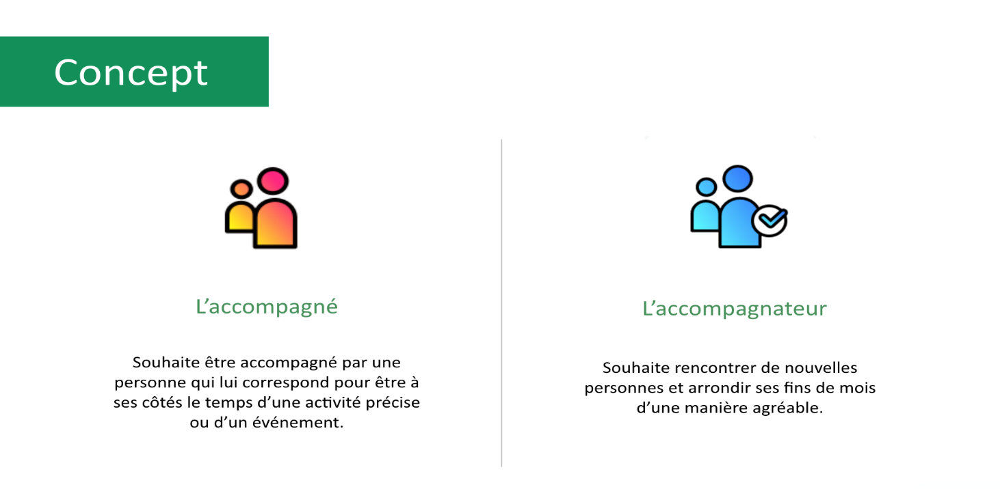 Concept
L’accompagné
Souhaite être accompagné par une
personne qui lui correspond pour être à
ses côtés le temps d’une activité précise
ou d’un événement.
L’accompagnateur
Souhaite rencontrer de nouvelles
personnes et arrondir ses fins de mois
d’une manière agréable.